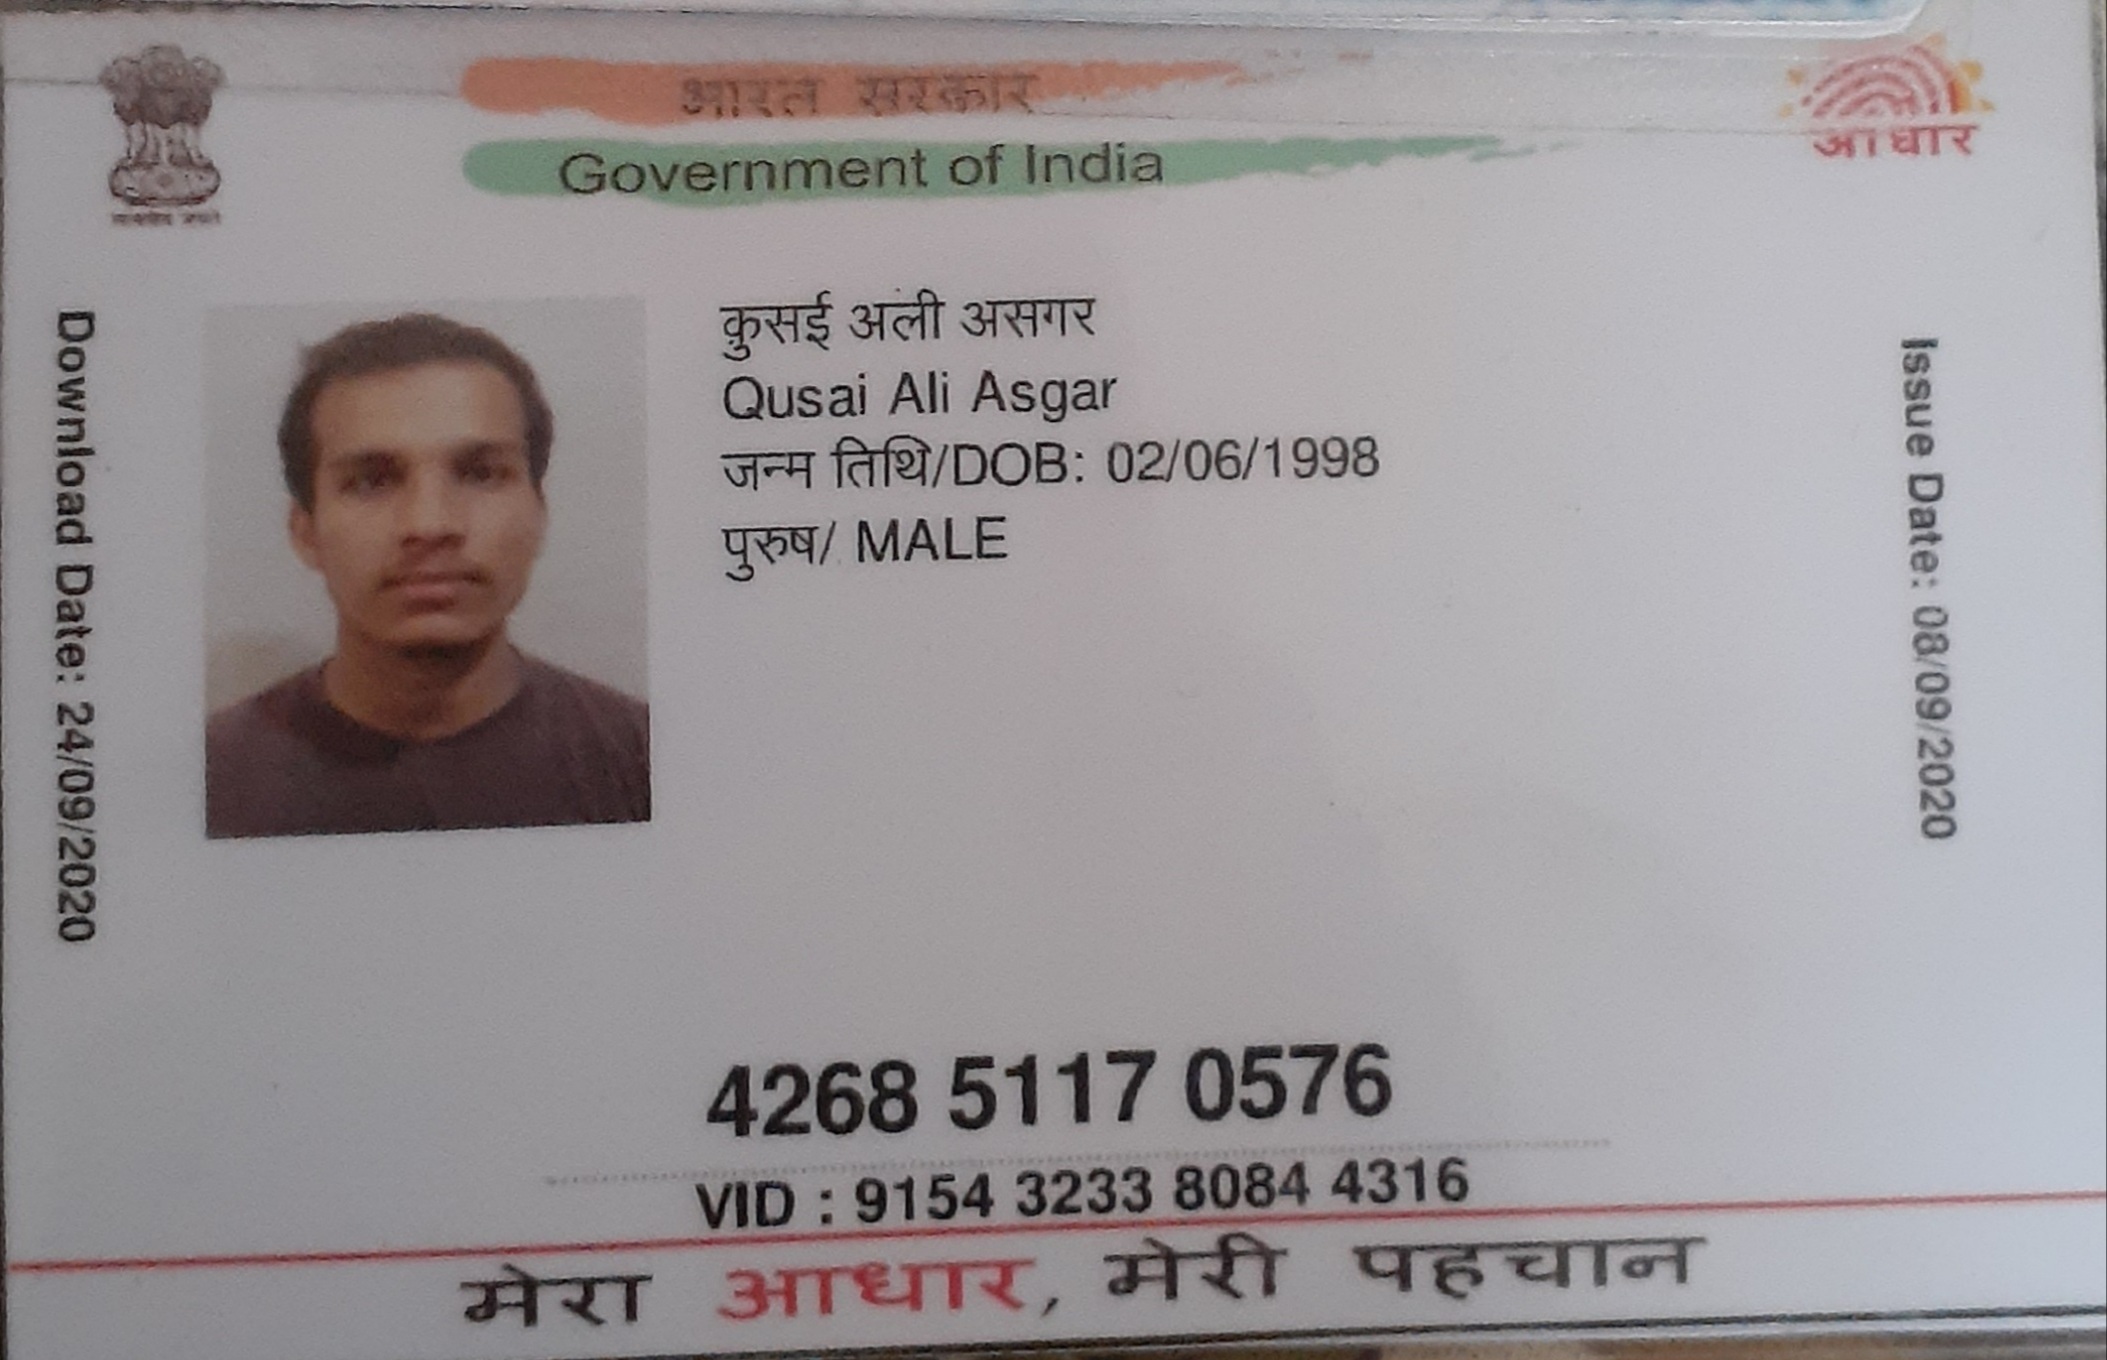 भारत सरकार
Government of India
आधार
Download Date: 24/09/2020
क़ुसई अली असगर
Qusai Ali Asgar
जन्म तिथि/DOB: 02/06/1998
पुरुष/ MALE
Issue Date: 08/09/2020
4268 5117 0576
VID : 9154 3233 8084 4316
मेरा आधार, मेरी पहचान